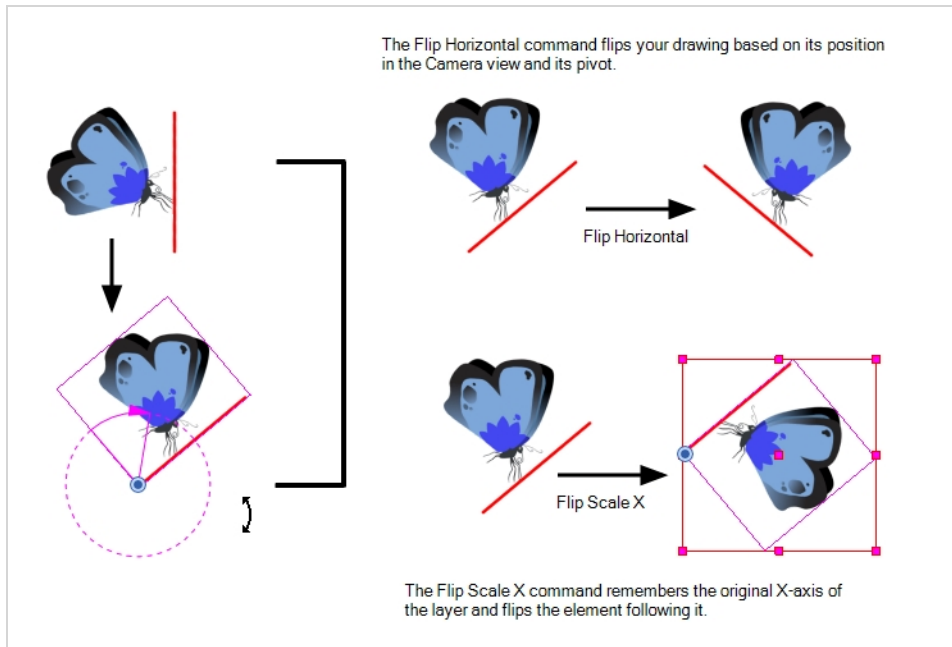 The Flip Horizontal command flips your drawing based on its position
in the Camera view and its pivot.
Flip Horizontal
Flip Scale X
The Flip Scale X command remembers the original X-axis of
the layer and flips the element following it.